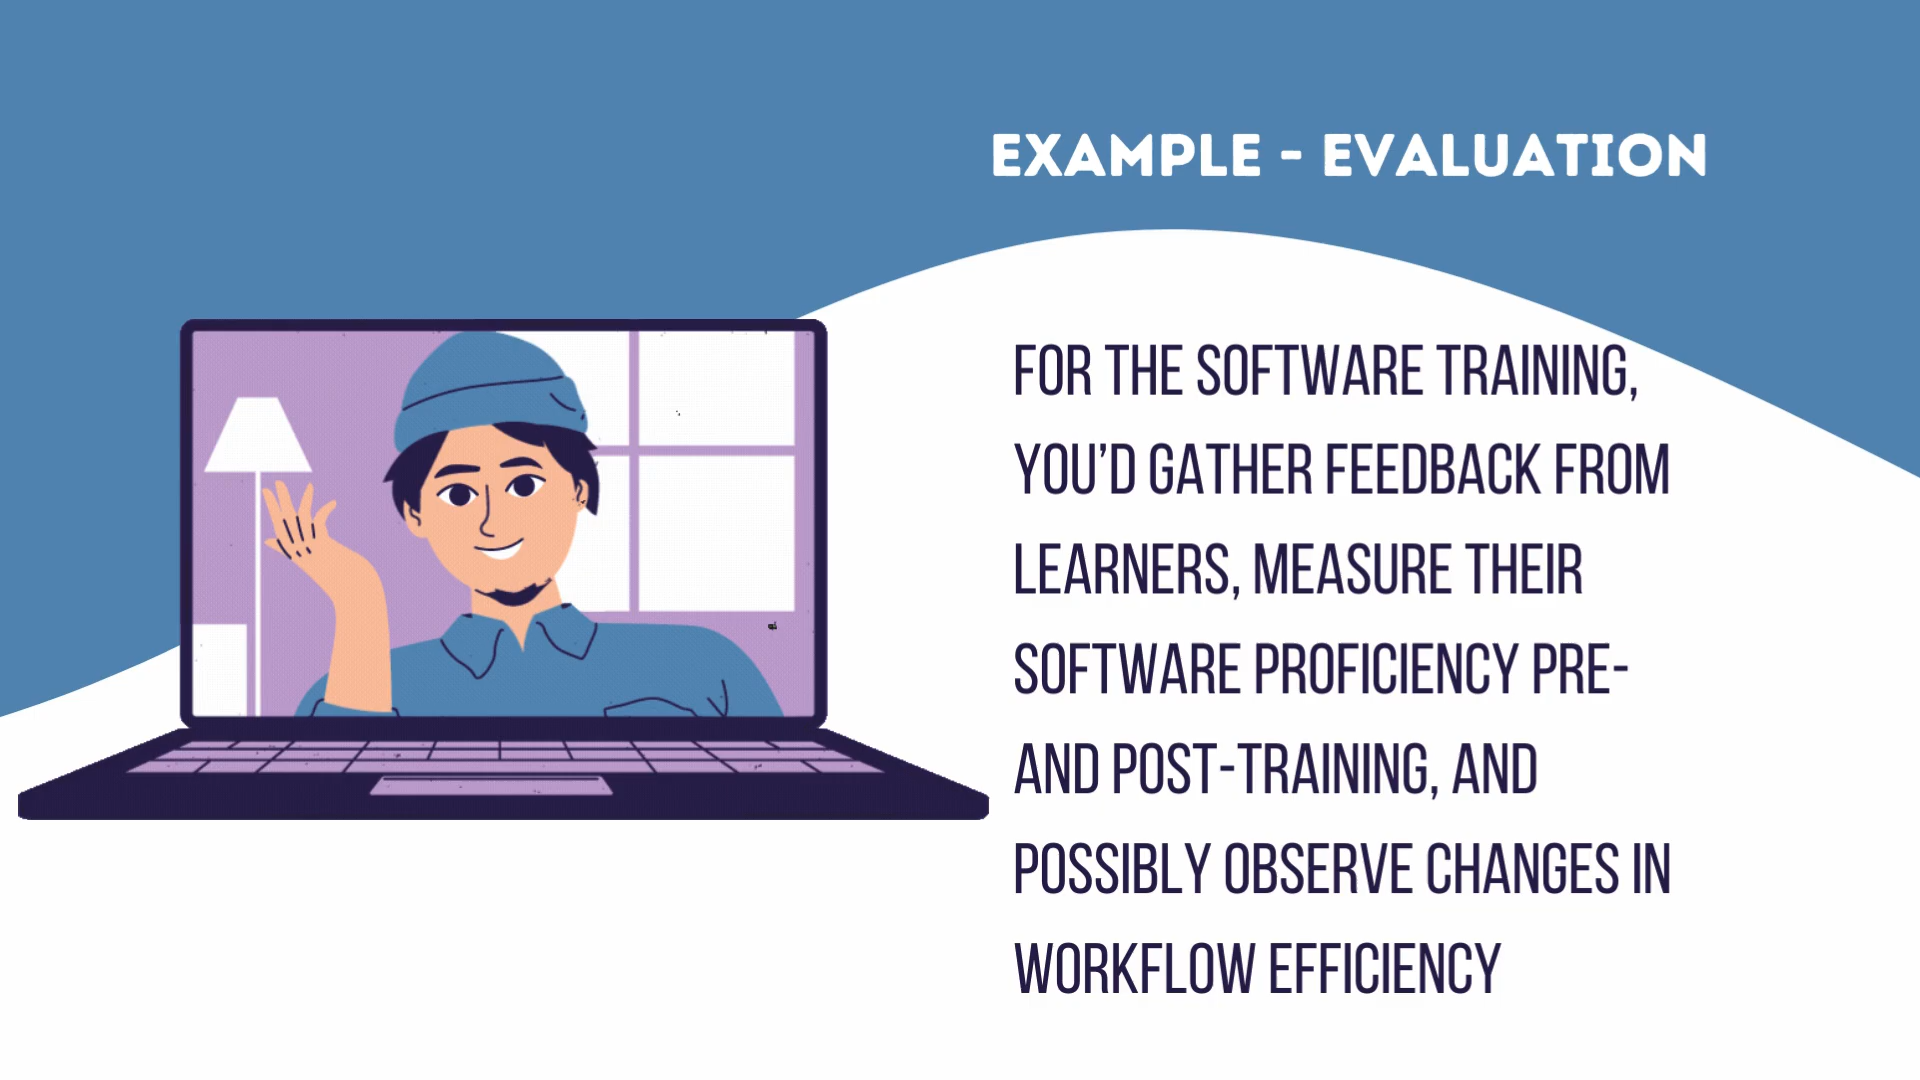 EXAMPLE - EVALUATION
FOR THE SOFTWARE TRAINING,
YOU'D GATHER FEEDBACK FROM
LEARNERS, MEASURE THEIR
SOFTWARE PROFICIENCY PRE-
AND POST-TRAINING, AND
POSSIBLY OBSERVE CHANGES IN
WORKFLOW EFFICIENCY